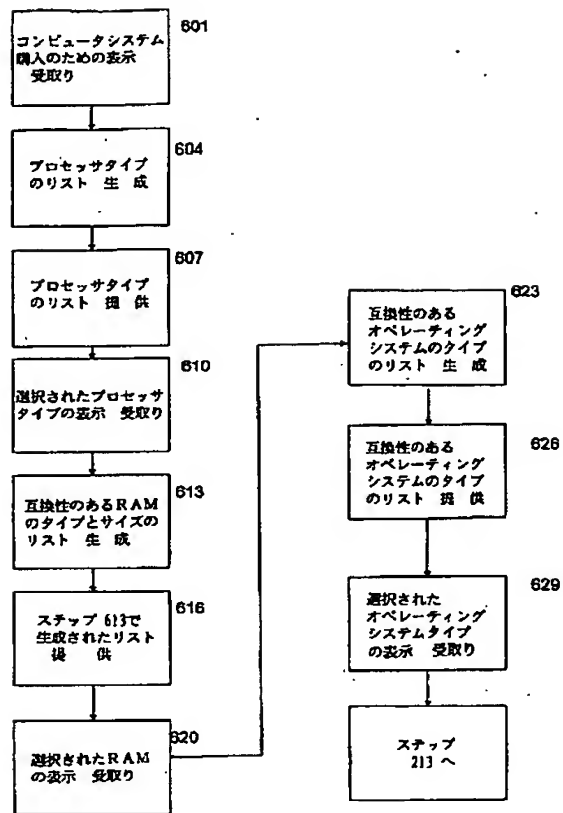 601
コンピュータシステム
購入のための表示
受取り
604
プロセッサタイプ
のリスト 生 成
607
プロセッサタイプ
のリスト 提 供
610
選択されたプロセッサ
タイプの表示 受取り
613
互換性のあるRAM
のタイプとサイズの
リスト 生 成
616
ステップ 613で
生成されたリスト
提 供
620
選択されたRAM
の表示 受取り
623
互換性のある
オペレーティング
システムのタイプ
のリスト 生 成
626
互換性のある
オペレーティング
システムのタイプ
のリスト 提 供
629
選択された
オペレーティング
システムタイプ
の表示 受取り
ステップ
213 へ